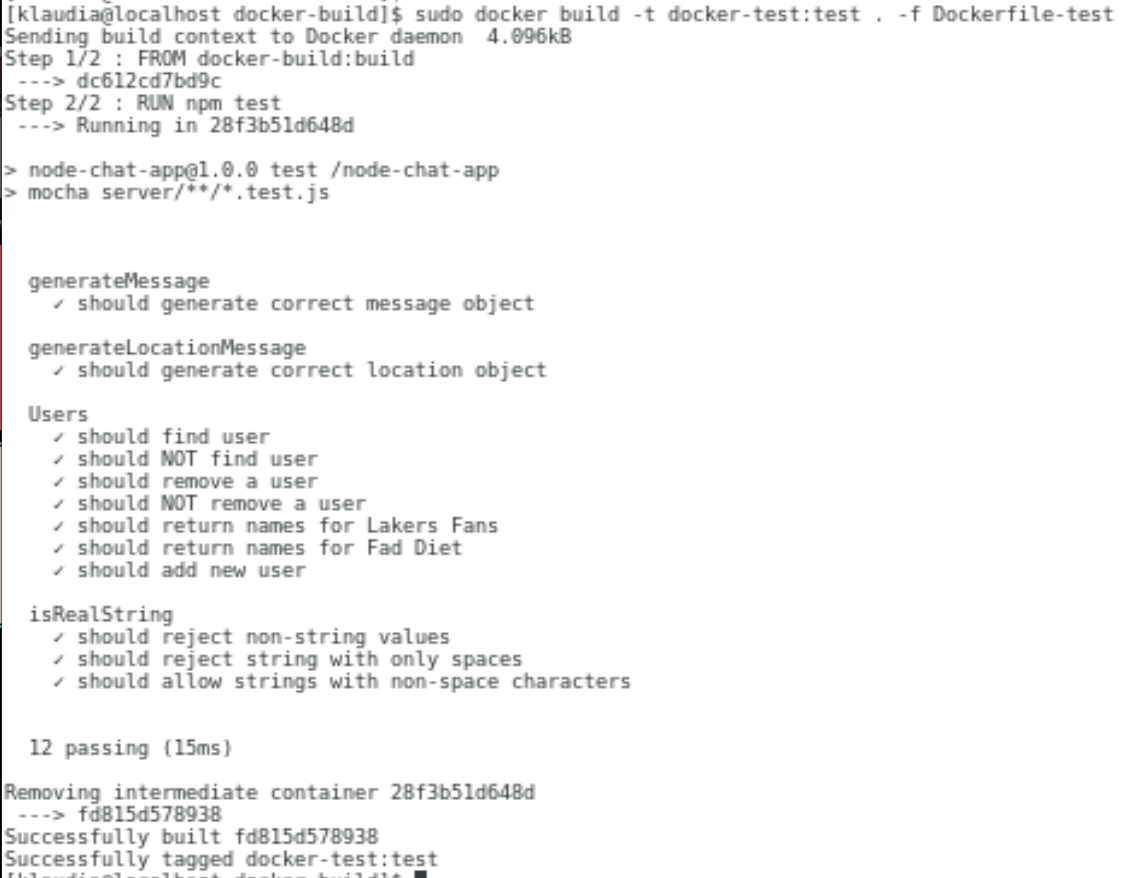 [klaudia@localhost docker-build]$ sudo docker build -t docker-test:test . -f Dockerfile-test
Sending build context to Docker daemon  4.096kB
Step 1/2 : FROM docker-build:build
 ---> dc612cd7bd9c
Step 2/2 : RUN npm test
 ---> Running in 28f3b51d648d
> node-chat-app@1.0.0 test /node-chat-app
> mocha server/**/*.test.js
generateMessage
✓ should generate correct message object
generateLocationMessage
✓ should generate correct location object
Users
✓ should find user
✓ should NOT find user
✓ should remove a user
✓ should NOT remove a user
✓ should return names for Lakers Fans
✓ should return names for Fad Diet
✓ should add new user
isRealString
✓ should reject non-string values
✓ should reject string with only spaces
✓ should allow strings with non-space characters
12 passing (15ms)
Removing intermediate container 28f3b51d648d
 ---> fd815d578938
Successfully built fd815d578938
Successfully tagged docker-test:test
[klaudia@localhost docker-build]$